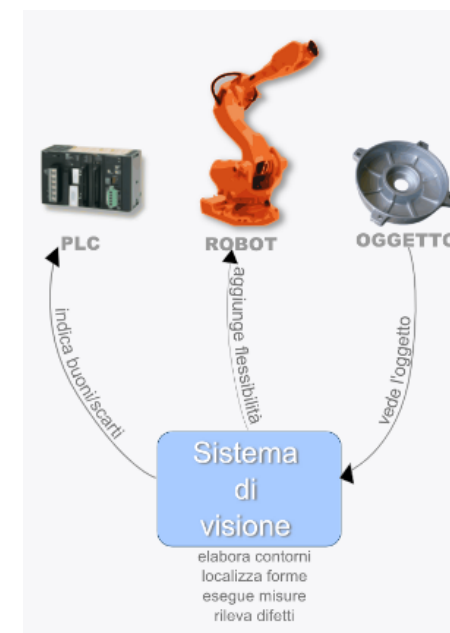 PLC
ROBOT
OGGETTO
indica buoni/scarti
aggiunge flessibilità
vede l'oggetto
Sistema
di
visione
elabora contorni
localizza forme
esegue misure
rileva difetti